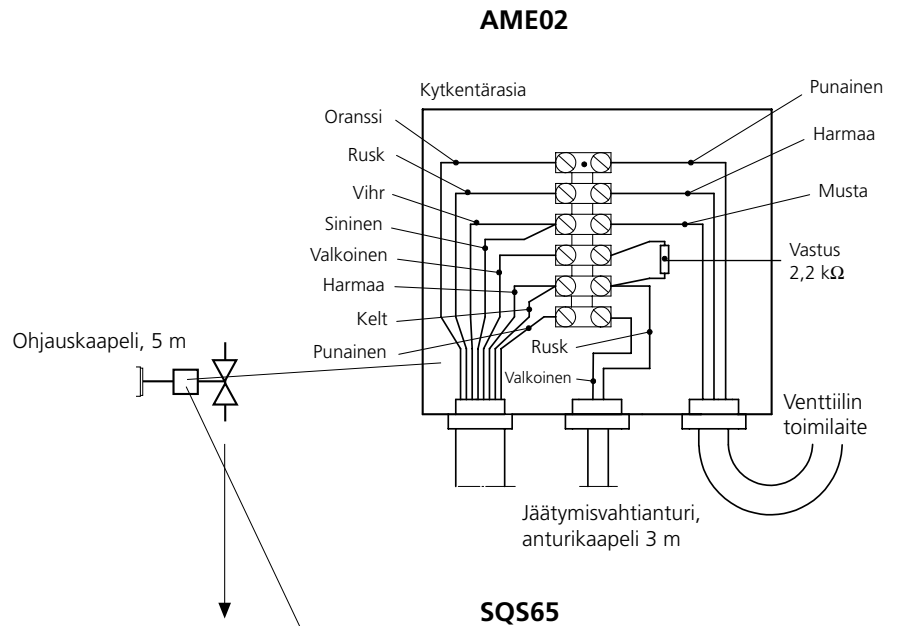 AME02
Kytkentärasia
Oranssi
Rusk
Vihr
Sininen
Valkoinen
Harmaa
Kelt
Punainen
Punainen
Harmaa
Musta
Vastus
2,2 kΩ
Rusk
Valkoinen
Ohjauskaapeli, 5 m
Venttiilin
toimilaite
Jäätymisvahtianturi,
anturikaapeli 3 m
SQS65